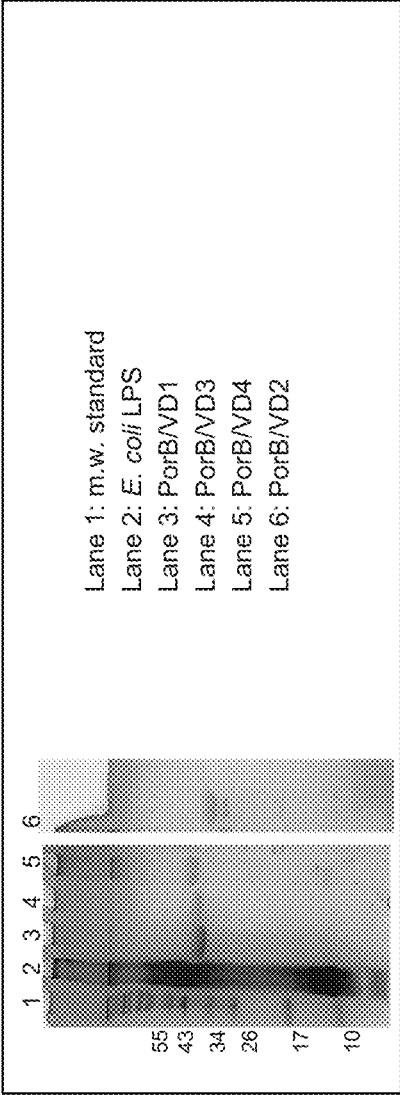 1 2 3 4 5 6
55
43
34
26
17
10
Lane 1: m.w. standard
Lane 2: E. coli LPS
Lane 3: PorB/VD1
Lane 4: PorB/VD3
Lane 5: PorB/VD4
Lane 6: PorB/VD2